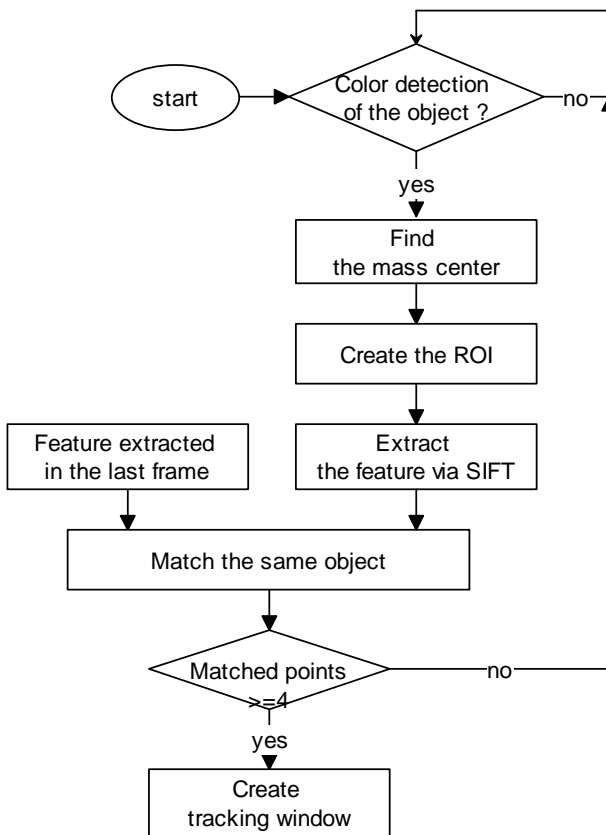 Color detection
of the object ?
start
no
yes
Find
the mass center
Create the ROI
Feature extracted
in the last frame
Extract
the feature via SIFT
Match the same object
Matched points
>=4
no
yes
Create
tracking window